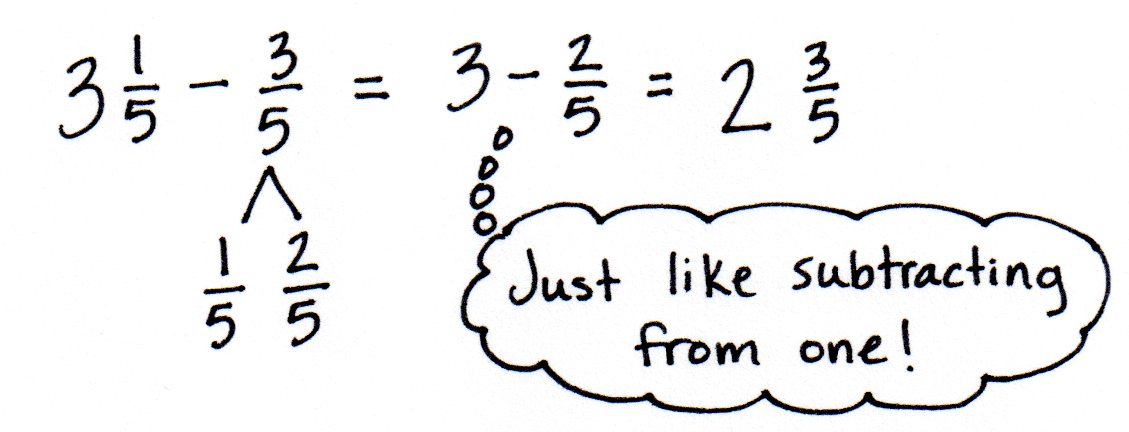 3 1/5 - 3/5 = 3 - 2/5 = 2 3/5
1/5 2/5
Just like subtracting
from one!